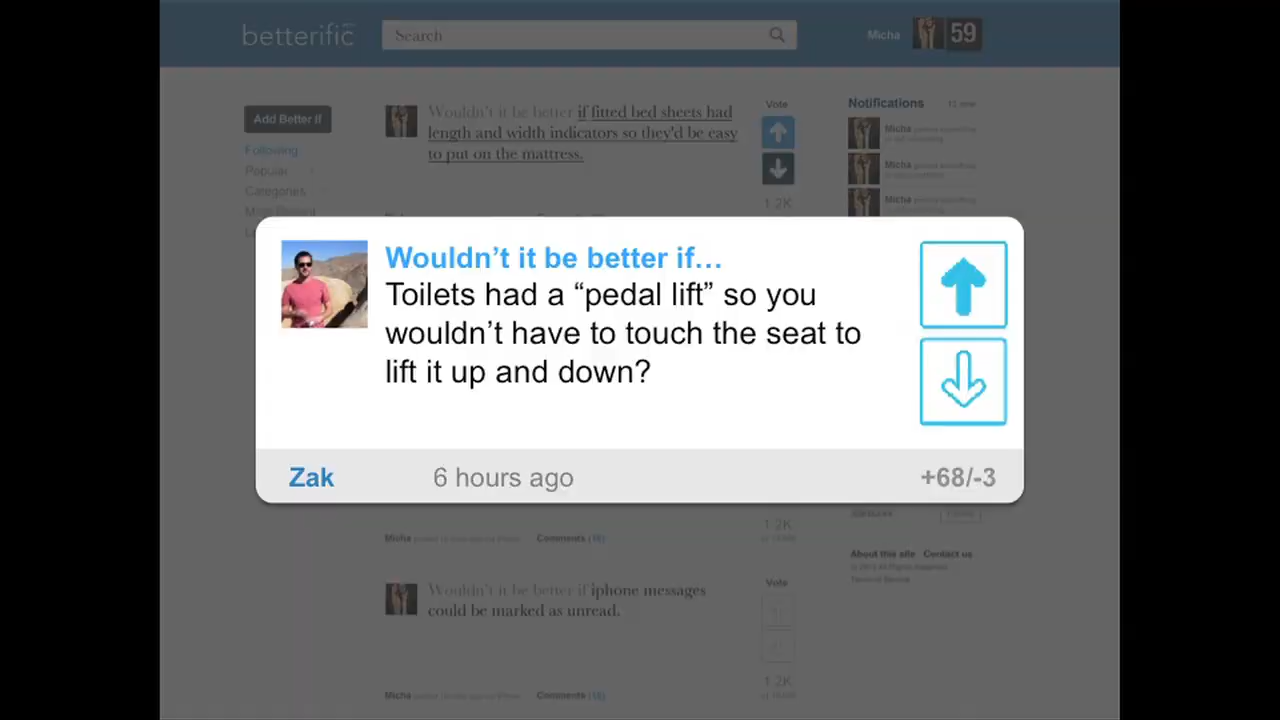 betterific
Search
Micha
59
Add Better If
Following
Popular
Categories
Wouldn't it be better if fitted bed sheets had
length and width indicators so they'd be easy
to put on the mattress.
Vote
1.2K
Notifications
Micha
Micha
Micha
Wouldn't it be better if…
Toilets had a “pedal lift” so you
wouldn't have to touch the seat to
lift it up and down?
Zak
6 hours ago
+68/-3
Micha
Comments
1.2K
About this site
Contact us
Wouldn't it be better if iphone messages
could be marked as unread.
Vote
1.2K
Micha
Comments